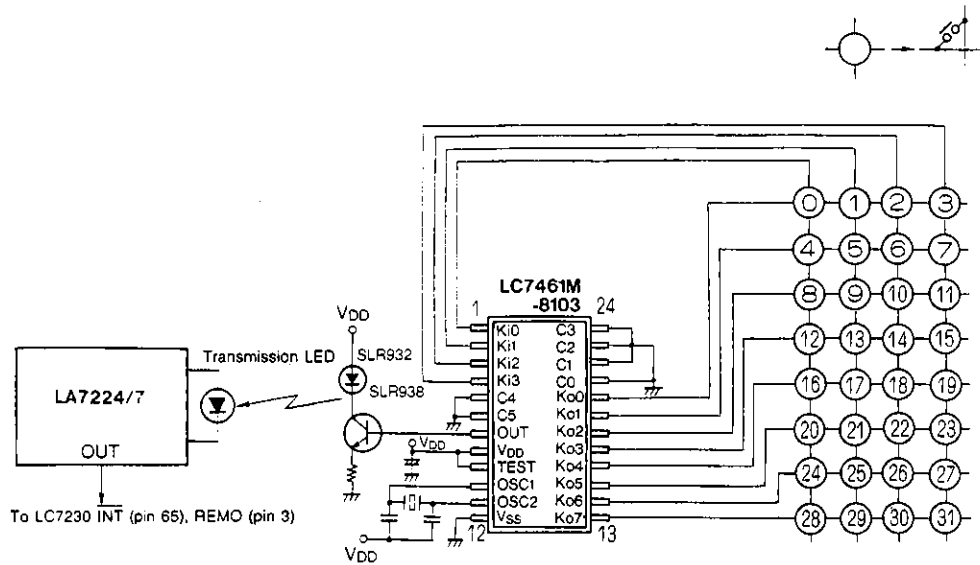 0 1 2 3
4 5 6 7
8 9 10 11
12 13 14 15
16 17 18 19
20 21 22 23
24 25 26 27
28 29 30 31
LC7461M
-8103
1 24
Ki0 C3
Ki1 C2
Ki2 C1
Ki3 C0
C4 Ko0
C5 Ko1
OUT Ko2
VDD Ko3
TEST Ko4
OSC1 Ko5
OSC2 Ko6
Vss Ko7
12 13
VDD
Transmission LED
SLR932
SLR938
VDD
VDD
LA7224/7
OUT
To LC7230 INT (pin 65), REMO (pin 3)